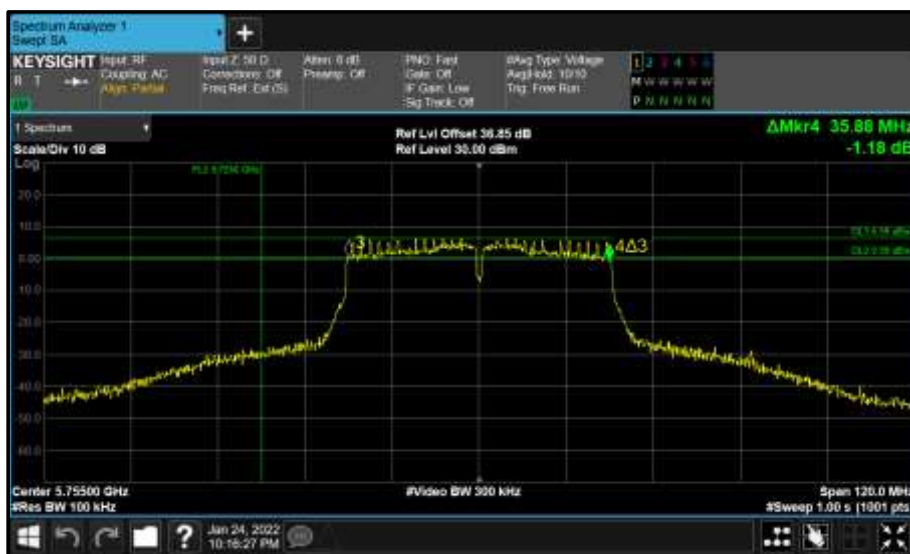 Spectrum Analyzer 1
Swept SA
KEYSIGHT
R T
Input: RF
Coupling: AC
Align: Partial
Input Z: 50 Ω
Corrections: Off
Freq Ref: Ext (S)
Atten: 6 dB
Preamp: Off
PNO: Fast
Gate: Off
IF Gain: Low
Sig Track: Off
#Avg Type: Voltage
Avg|Hold: 10/10
Trig: Free Run
1 2 3 4 5 6
M W W W W W
P N N N N N
1 Spectrum
Scale/Div 10 dB
Ref Lvl Offset 36.85 dB
Ref Level 30.00 dBm
ΔMkr4 35.88 MHz
-1.18 dB
Log
20.0
10.0
0.00
-10.0
-20.0
-30.0
-40.0
-50.0
-60.0
3
4Δ3
Center 5.75500 GHz
#Res BW 100 kHz
#Video BW 300 kHz
Span 120.0 MHz
#Sweep 1.00 s (1001 pts)
?
Jan 24, 2022
10:16:27 PM